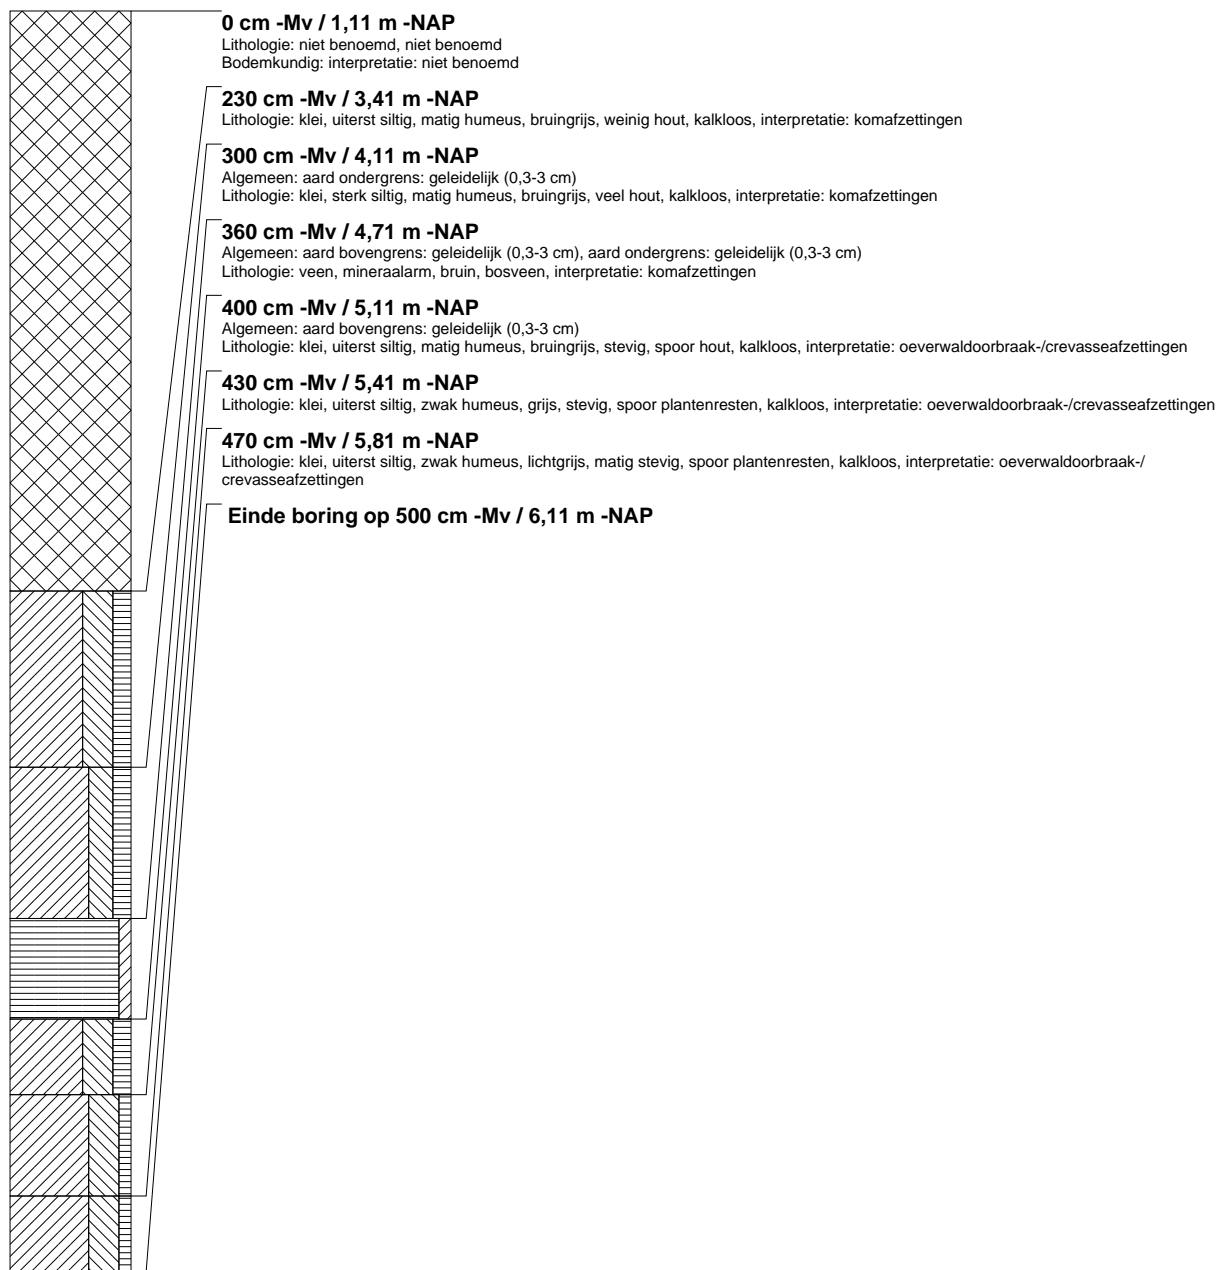 0 cm -Mv / 1,11 m -NAP
Lithologie: niet benoemd, niet benoemd
Bodemkundig: interpretatie: niet benoemd
230 cm -Mv / 3,41 m -NAP
Lithologie: klei, uiterst siltig, matig humeus, bruingrijs, weinig hout, kalkloos, interpretatie: komafzettingen
300 cm -Mv / 4,11 m -NAP
Algemeen: aard ondergrens: geleidelijk (0,3-3 cm)
Lithologie: klei, sterk siltig, matig humeus, bruingrijs, veel hout, kalkloos, interpretatie: komafzettingen
360 cm -Mv / 4,71 m -NAP
Algemeen: aard bovengrens: geleidelijk (0,3-3 cm), aard ondergrens: geleidelijk (0,3-3 cm)
Lithologie: veen, mineraalarm, bruin, bosveen, interpretatie: komafzettingen
400 cm -Mv / 5,11 m -NAP
Algemeen: aard bovengrens: geleidelijk (0,3-3 cm)
Lithologie: klei, uiterst siltig, matig humeus, bruingrijs, stevig, spoor hout, kalkloos, interpretatie: oeverwaldoorbraak-/crevasseafzettingen
430 cm -Mv / 5,41 m -NAP
Lithologie: klei, uiterst siltig, zwak humeus, grijs, stevig, spoor plantenresten, kalkloos, interpretatie: oeverwaldoorbraak-/crevasseafzettingen
470 cm -Mv / 5,81 m -NAP
Lithologie: klei, uiterst siltig, zwak humeus, lichtgrijs, matig stevig, spoor plantenresten, kalkloos, interpretatie: oeverwaldoorbraak-/
crevasseafzettingen
Einde boring op 500 cm -Mv / 6,11 m -NAP